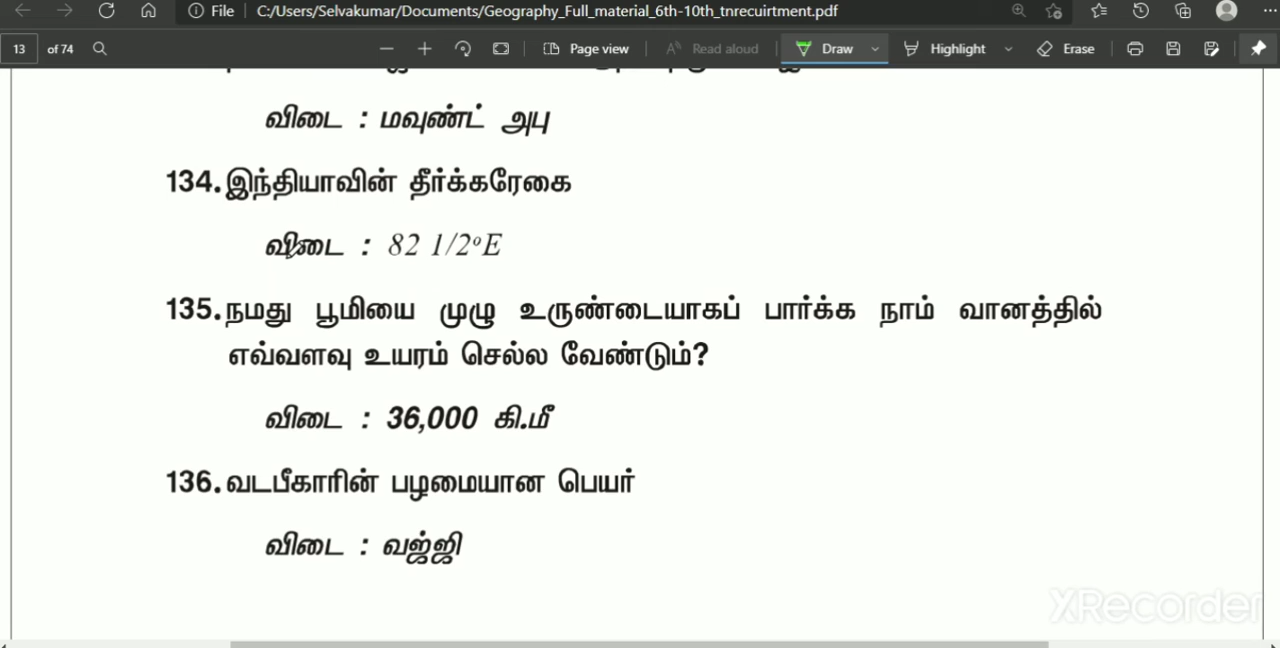 File
C:/Users/Selvakumar/Documents/Geography_Full_material_6th-10th_tnrecuirtment.pdf
13 of 74
Page view
Read aloud
Draw
Highlight
Erase
விடை : மவுண்ட் அபு
134. இந்தியாவின் தீர்க்கரேகை
விடை : 82 1/2°E
135. நமது பூமியை முழு உருண்டையாகப் பார்க்க நாம் வானத்தில்
எவ்வளவு உயரம் செல்ல வேண்டும்?
விடை : 36,000 கி.மீ
136. வடபீகாரின் பழமையான பெயர்
விடை : வஜ்ஜி
XRecorder